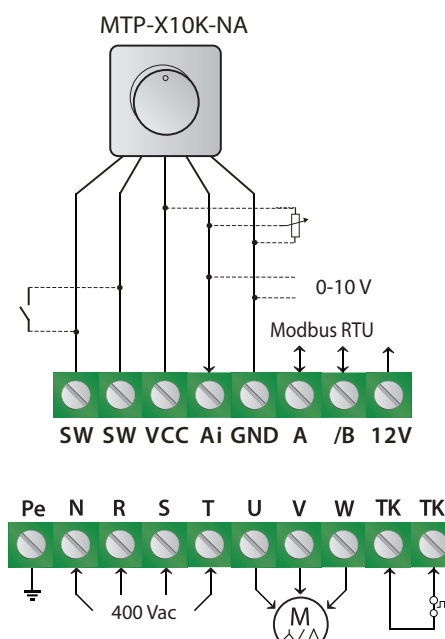 MTP-X10K-NA
0-10 V
Modbus RTU
SW SW VCC Ai GND A /B 12V
Pe N R S T U V W TK TK
400 Vac
M